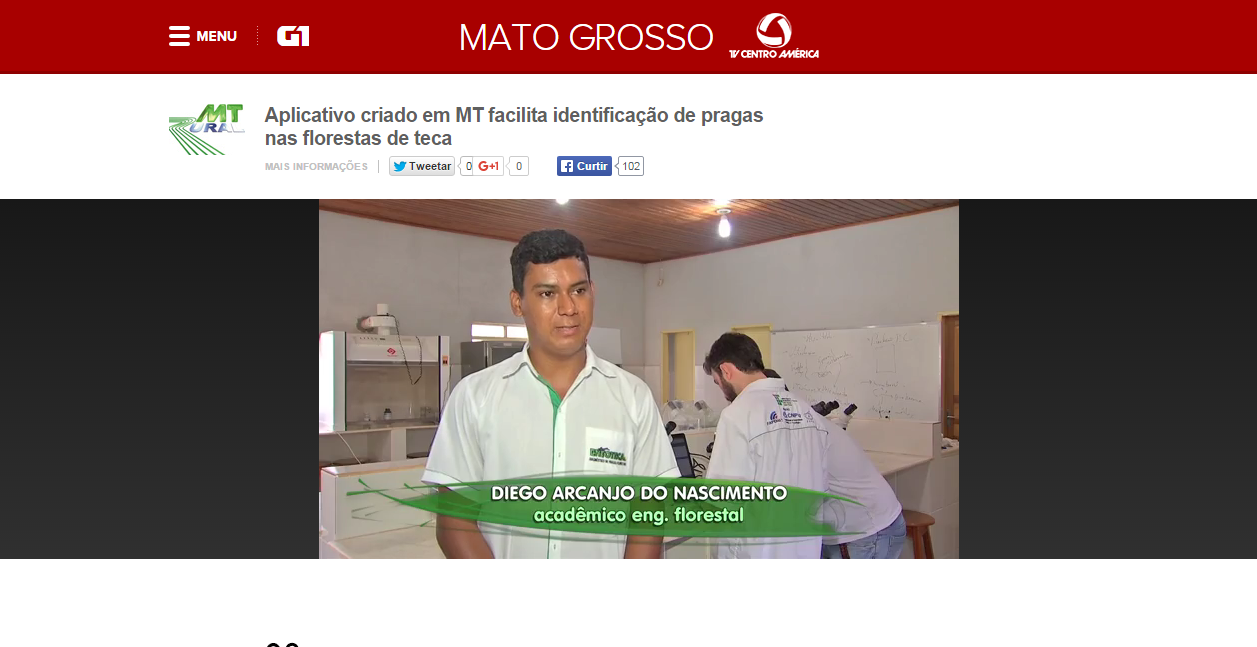 MENU
G1
MATO GROSSO
TV CENTRO AMÉRICA
MT
RURAL
Aplicativo criado em MT facilita identificação de pragas
nas florestas de teca
MAIS INFORMAÇÕES
Tweetar
0
G+1
0
Curtir
102
DIEGO ARCANJO DO NASCIMENTO
acadêmico eng. florestal